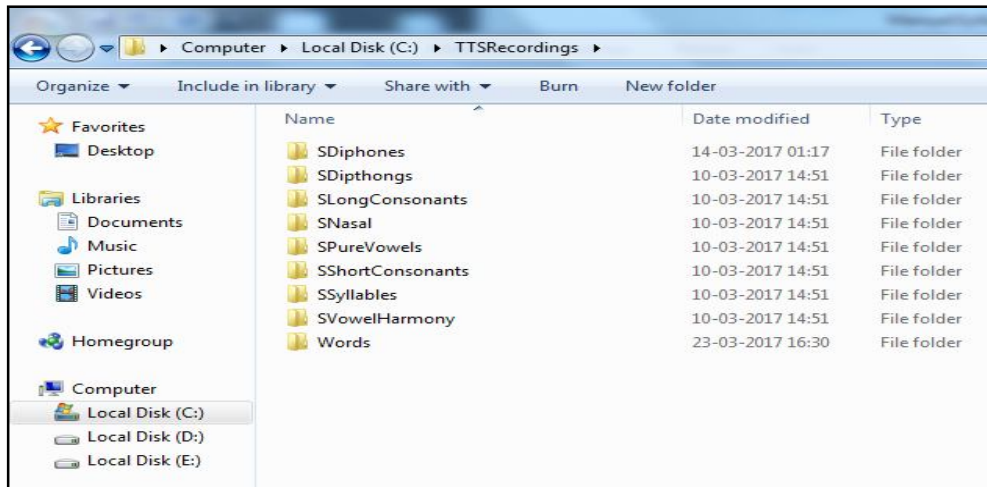 Computer ▸ Local Disk (C:) ▸ TTSRecordings ▸
Organize ▾ Include in library ▾ Share with ▾ Burn New folder
Favorites
Desktop
Libraries
Documents
Music
Pictures
Videos
Homegroup
Computer
Local Disk (C:)
Local Disk (D:)
Local Disk (E:)
Name Date modified Type
SDiphones 14-03-2017 01:17 File folder
SDipthongs 10-03-2017 14:51 File folder
SLongConsonants 10-03-2017 14:51 File folder
SNasal 10-03-2017 14:51 File folder
SPureVowels 10-03-2017 14:51 File folder
SShortConsonants 10-03-2017 14:51 File folder
SSyllables 10-03-2017 14:51 File folder
SVowelHarmony 10-03-2017 14:51 File folder
Words 23-03-2017 16:30 File folder